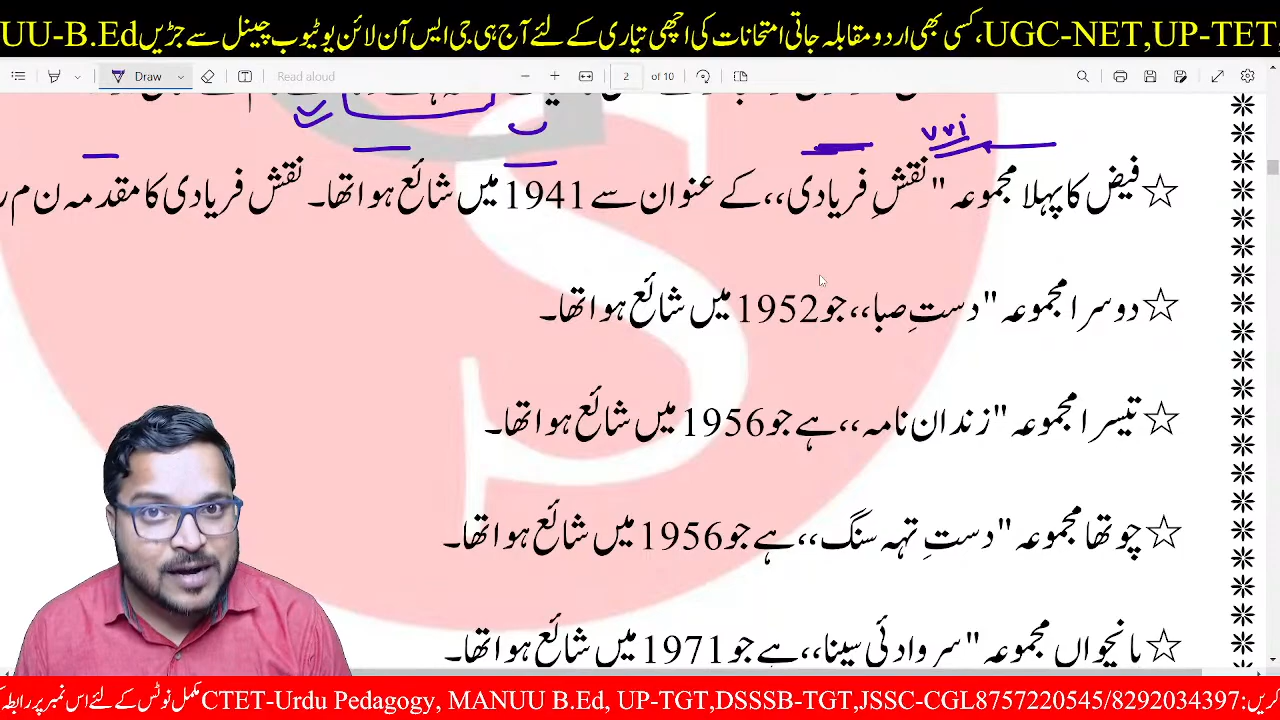 UU-B.Edکسی بھی اردو مقابلہ جاتی امتحانات کی اچھی تیاری کے لئے آج ہی جی ایس آن لائن یوٹیوب چینل سے جڑیں ،UGC-NET,UP-TET,
Draw
Read aloud
2 of 10
vvi
☆فیض کا پہلا مجموعہ "نقشِ فریادی،، کے عنوان سے 1941 میں شائع ہوا تھا۔ نقش فریادی کا مقدمہ ن م ر
☆دوسرا مجموعہ "دستِ صبا،، جو 1952 میں شائع ہوا تھا۔
☆تیسرا مجموعہ "زندان نامہ،، ہے جو 1956 میں شائع ہوا تھا۔
☆چوتھا مجموعہ "دستِ تہہ سنگ،، ہے جو 1956 میں شائع ہوا تھا۔
☆پانچواں مجموعہ "سر وادئی سینا،، ہے جو 1971 میں شائع ہوا تھا۔
CTET-Urdu Pedagogy, MANUU B.Ed, UP-TGT,DSSSB-TGT,JSSC-CGL8757220545/8292034397 مکمل نوٹس کے لئے اس نمبر پر رابطہ کریں: